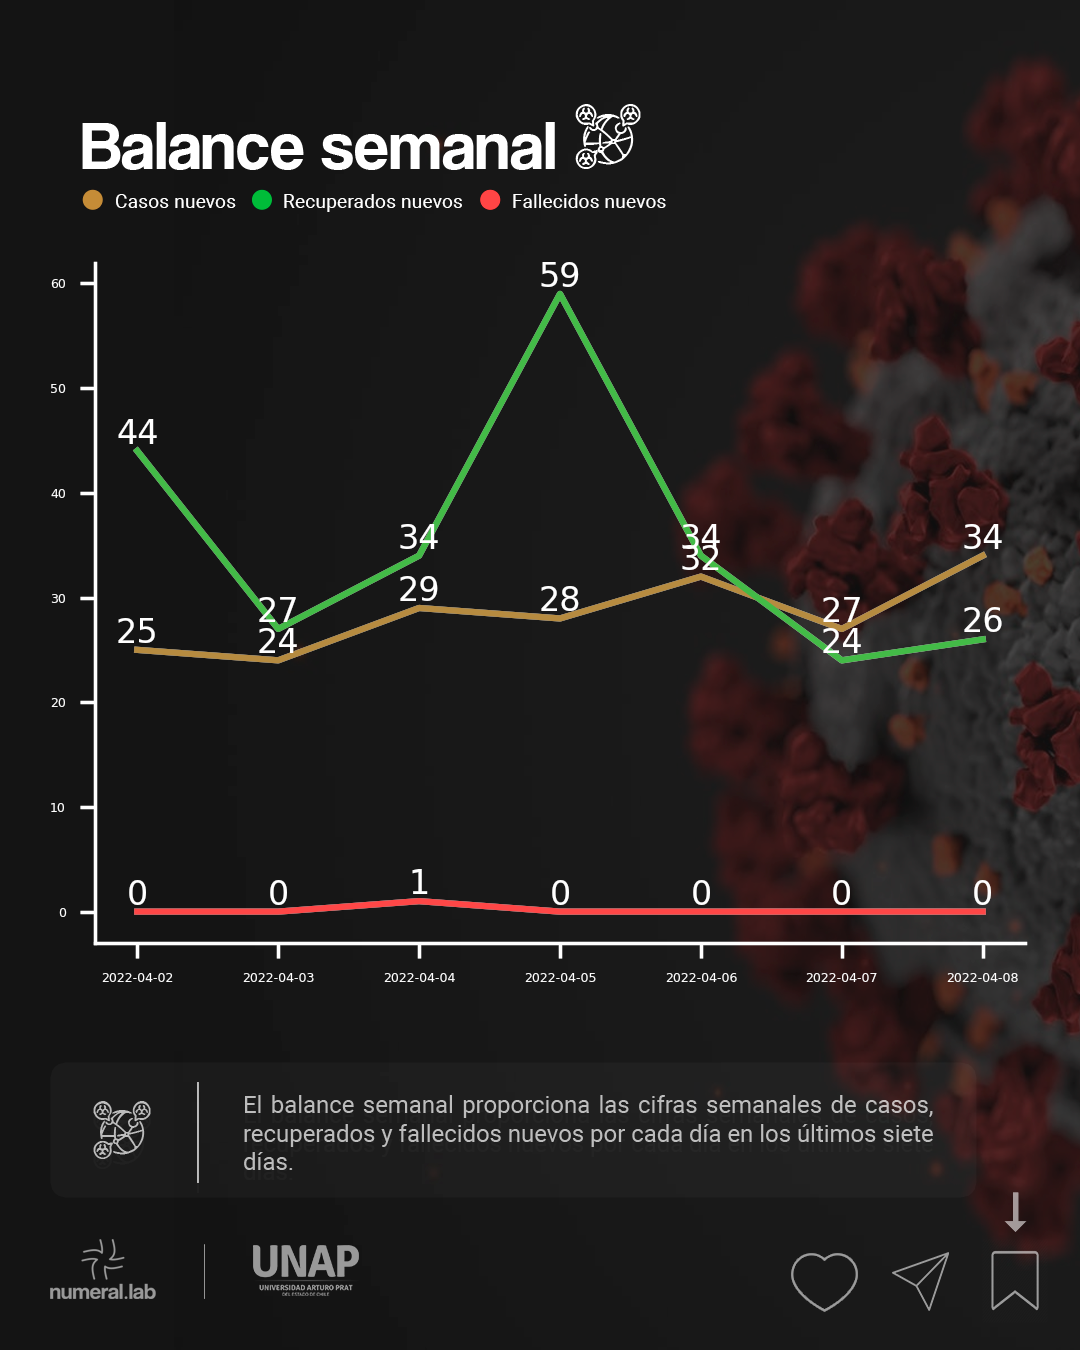 Balance semanal
Casos nuevos Recuperados nuevos Fallecidos nuevos
60
50
40
30
20
10
0
44 27 34 59 34 24 26
25 24 29 28 32 27 34
0 0 1 0 0 0 0
2022-04-02 2022-04-03 2022-04-04 2022-04-05 2022-04-06 2022-04-07 2022-04-08
El balance semanal proporciona las cifras semanales de casos,
recuperados y fallecidos nuevos por cada día en los últimos siete
días.
numeral.lab
UNAP
UNIVERSIDAD ARTURO PRAT
DEL ESTADO DE CHILE